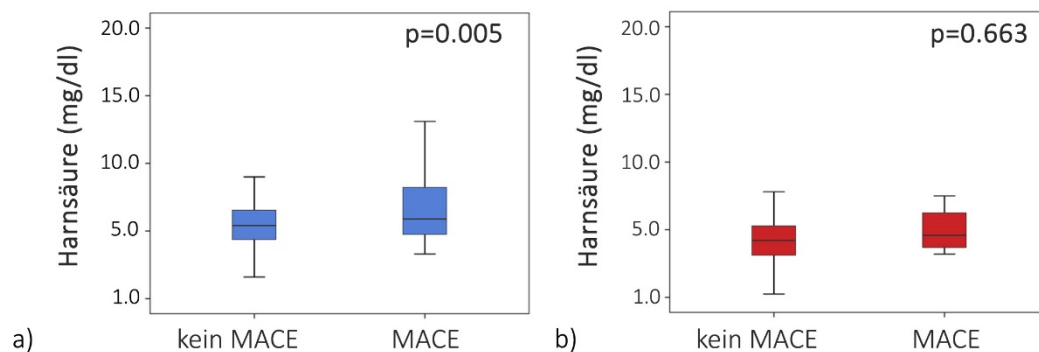 a)
Harnsäure (mg/dl)
20.0
15.0
10.0
5.0
1.0
p=0.005
kein MACE
MACE
b)
Harnsäure (mg/dl)
20.0
15.0
10.0
5.0
1.0
p=0.663
kein MACE
MACE